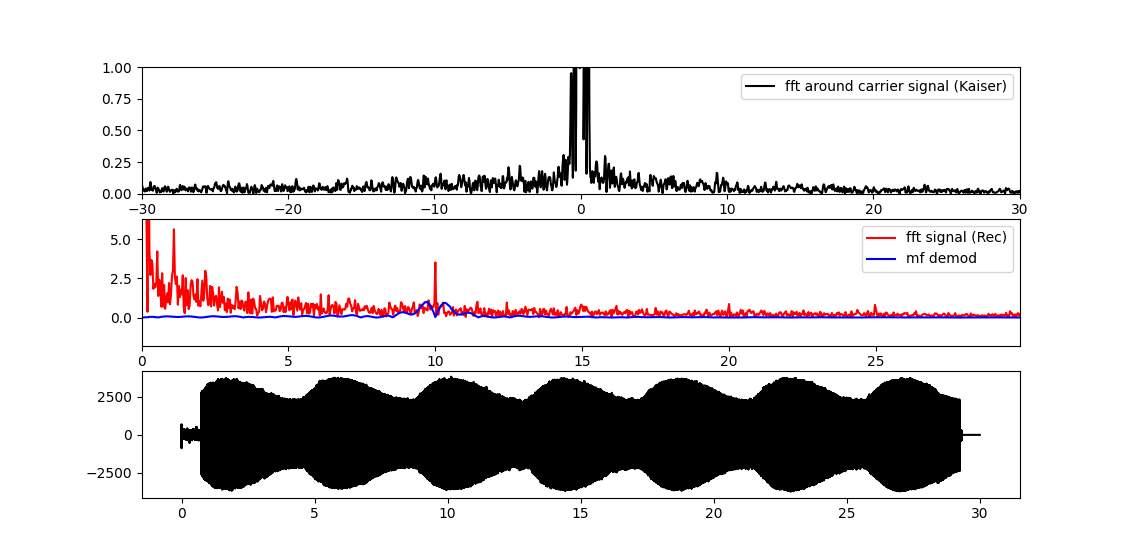 1.00
0.75
0.50
0.25
0.00
fft around carrier signal (Kaiser)
−30 −20 −10 0 10 20 30
5.0
2.5
0.0
fft signal (Rec)
mf demod
0 5 10 15 20 25
2500
0
−2500
0 5 10 15 20 25 30